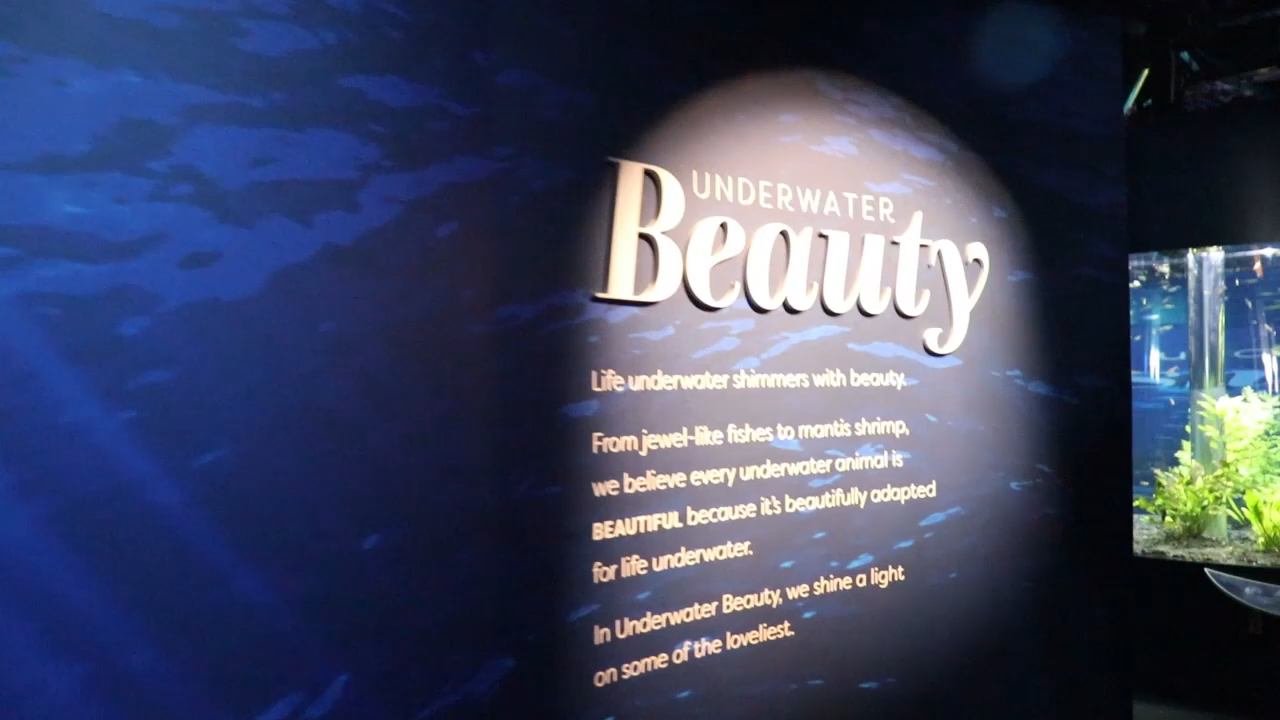 UNDERWATER
Beauty
Life underwater shimmers with beauty.
From jewel-like fishes to mantis shrimp,
we believe every underwater animal is
BEAUTIFUL because it's beautifully adapted
for life underwater.
In Underwater Beauty, we shine a light
on some of the loveliest.